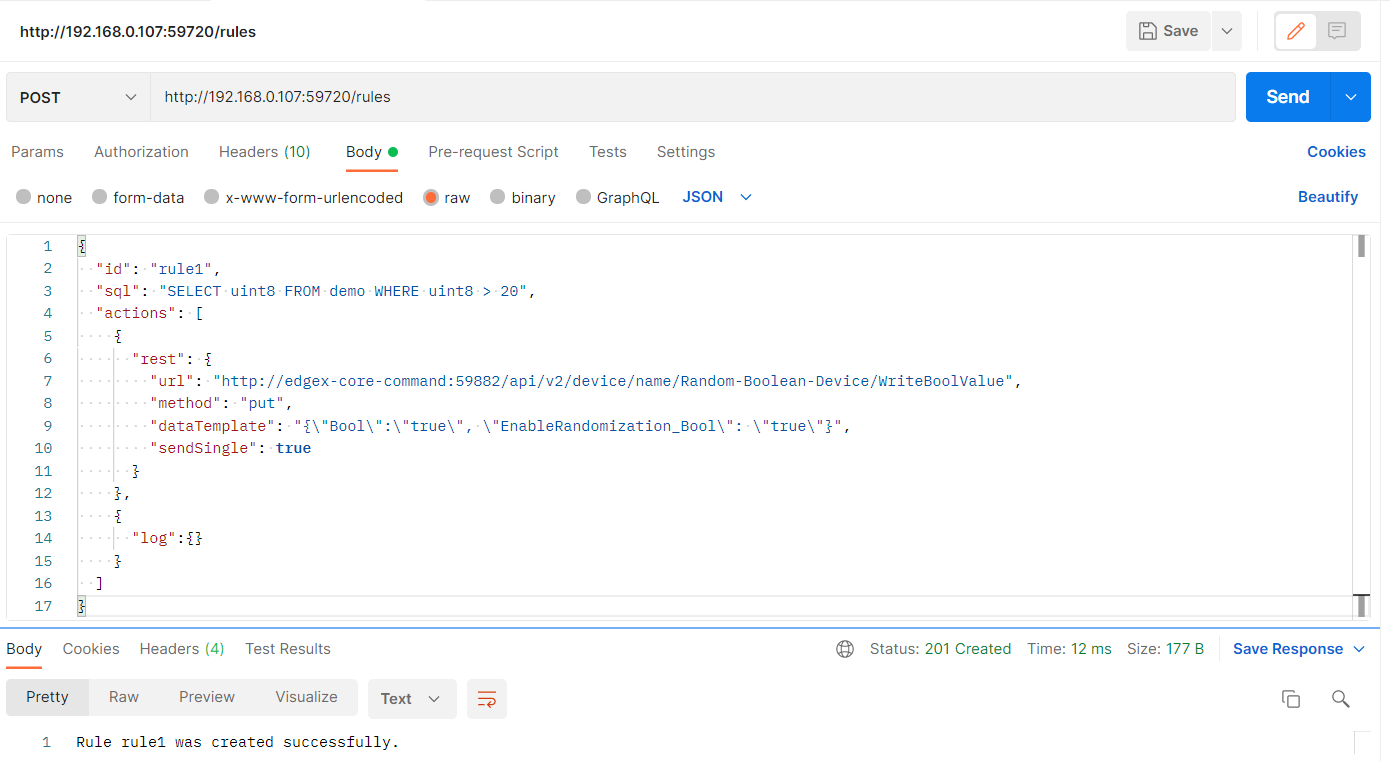 http://192.168.0.107:59720/rules
Save
POST
http://192.168.0.107:59720/rules
Send
Params Authorization Headers (10) Body Pre-request Script Tests Settings Cookies
none form-data x-www-form-urlencoded raw binary GraphQL JSON Beautify
1 {
2 "id": "rule1",
3 "sql": "SELECT uint8 FROM demo WHERE uint8 > 20",
4 "actions": [
5 {
6 "rest": {
7 "url": "http://edgex-core-command:59882/api/v2/device/name/Random-Boolean-Device/WriteBoolValue",
8 "method": "put",
9 "dataTemplate": "{\"Bool\":\"true\", \"EnableRandomization_Bool\": \"true\"}",
10 "sendSingle": true
11 }
12 },
13 {
14 "log":{}
15 }
16 ]
17 }
Body Cookies Headers (4) Test Results Status: 201 Created Time: 12 ms Size: 177 B Save Response
Pretty Raw Preview Visualize Text
1 Rule rule1 was created successfully.